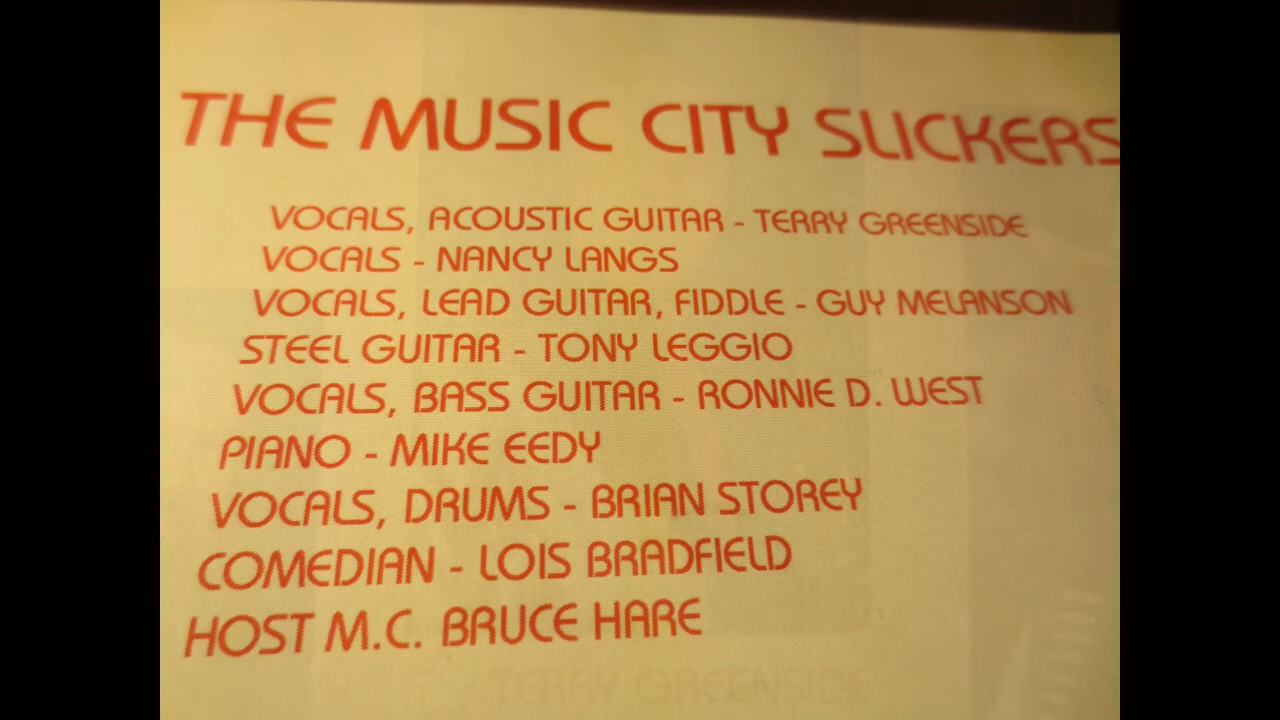 THE MUSIC CITY SLICKERS
VOCALS, ACOUSTIC GUITAR - TERRY GREENSIDE
VOCALS - NANCY LANGS
VOCALS, LEAD GUITAR, FIDDLE - GUY MELANSON
STEEL GUITAR - TONY LEGGIO
VOCALS, BASS GUITAR - RONNIE D. WEST
PIANO - MIKE EEDY
VOCALS, DRUMS - BRIAN STOREY
COMEDIAN - LOIS BRADFIELD
HOST M.C. BRUCE HARE
TERRY GREENSIDE